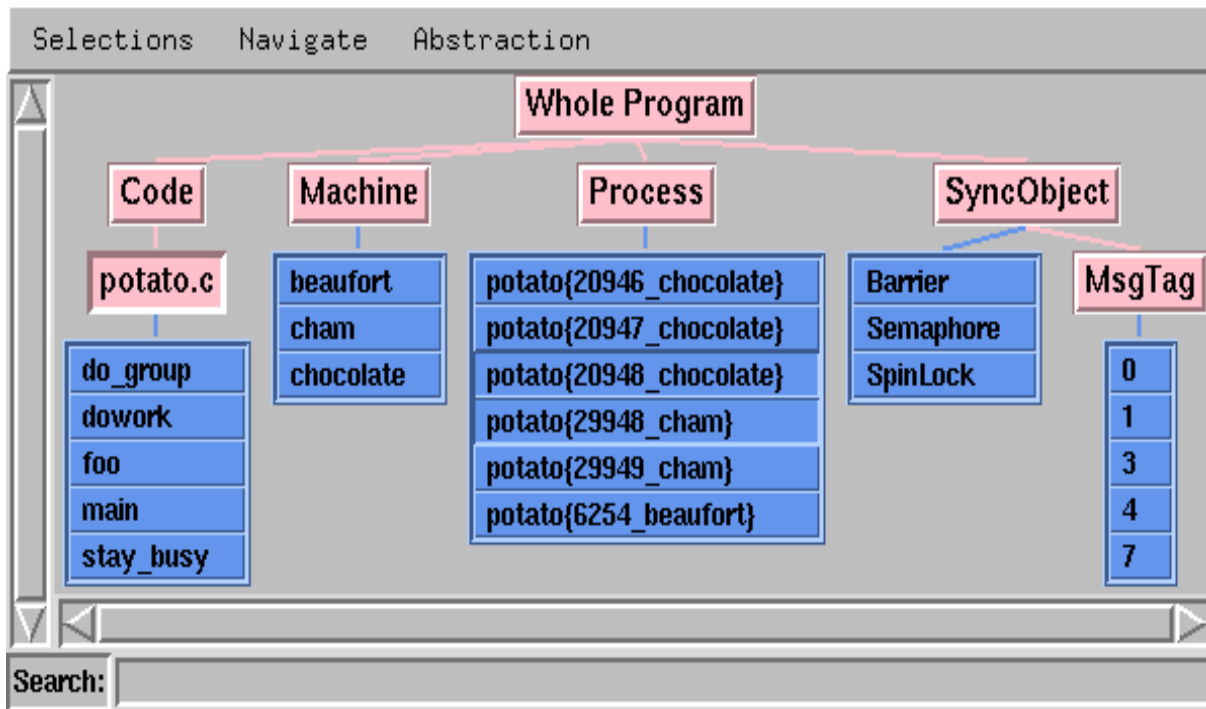 Selections Navigate Abstraction
Whole Program
Code Machine Process SyncObject
potato.c
do_group
dowork
foo
main
stay_busy
beaufort
cham
chocolate
potato{20946_chocolate}
potato{20947_chocolate}
potato{20948_chocolate}
potato{29948_cham}
potato{29949_cham}
potato{6254_beaufort}
Barrier
Semaphore
SpinLock
MsgTag
0
1
3
4
7
Search: